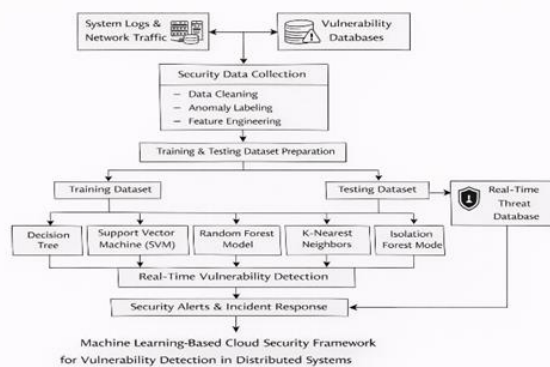 System Logs &
Network Traffic
Vulnerability
Databases
Security Data Collection
– Data Cleaning
– Anomaly Labeling
– Feature Engineering
Training & Testing Dataset Preparation
Training Dataset
Testing Dataset
Real-Time
Threat
Database
Decision
Tree
Support Vector
Machine (SVM)
Random Forest
Model
K-Nearest
Neighbors
Isolation
Forest Mode
Real-Time Vulnerability Detection
Security Alerts & Incident Response
Machine Learning-Based Cloud Security Framework
for Vulnerability Detection in Distributed Systems